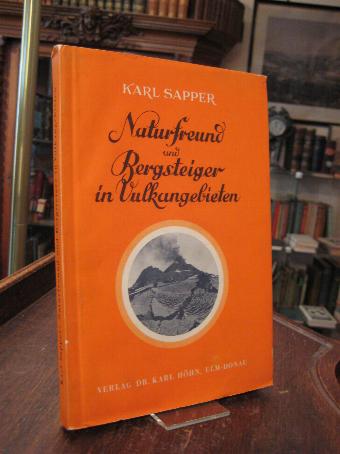 KARL SAPPER
Naturfreund
und
Bergsteiger
in Vulkangebieten
VERLAG DR. KARL HÖHN, ULM-DONAU